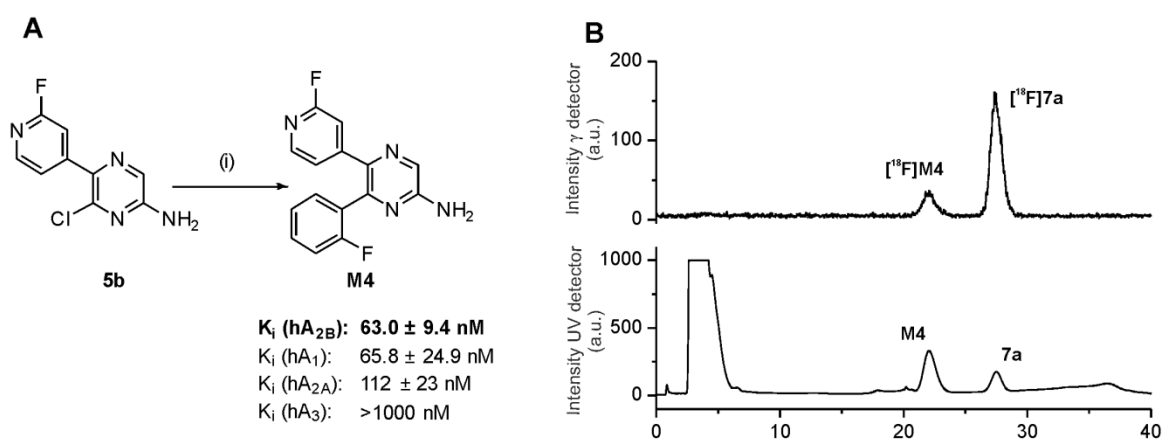 A
F
N
N
(i)
Cl
N
NH₂
5b
F
N
N
N
NH₂
F
M4
Kᵢ (hA₂B): 63.0 ± 9.4 nM
Kᵢ (hA₁): 65.8 ± 24.9 nM
Kᵢ (hA₂A): 112 ± 23 nM
Kᵢ (hA₃): >1000 nM
B
Intensity γ detector
(a.u.)
200
100
0
[¹⁸F]M4
[¹⁸F]7a
Intensity UV detector
(a.u.)
1000
500
0
M4
7a
0
10
20
30
40